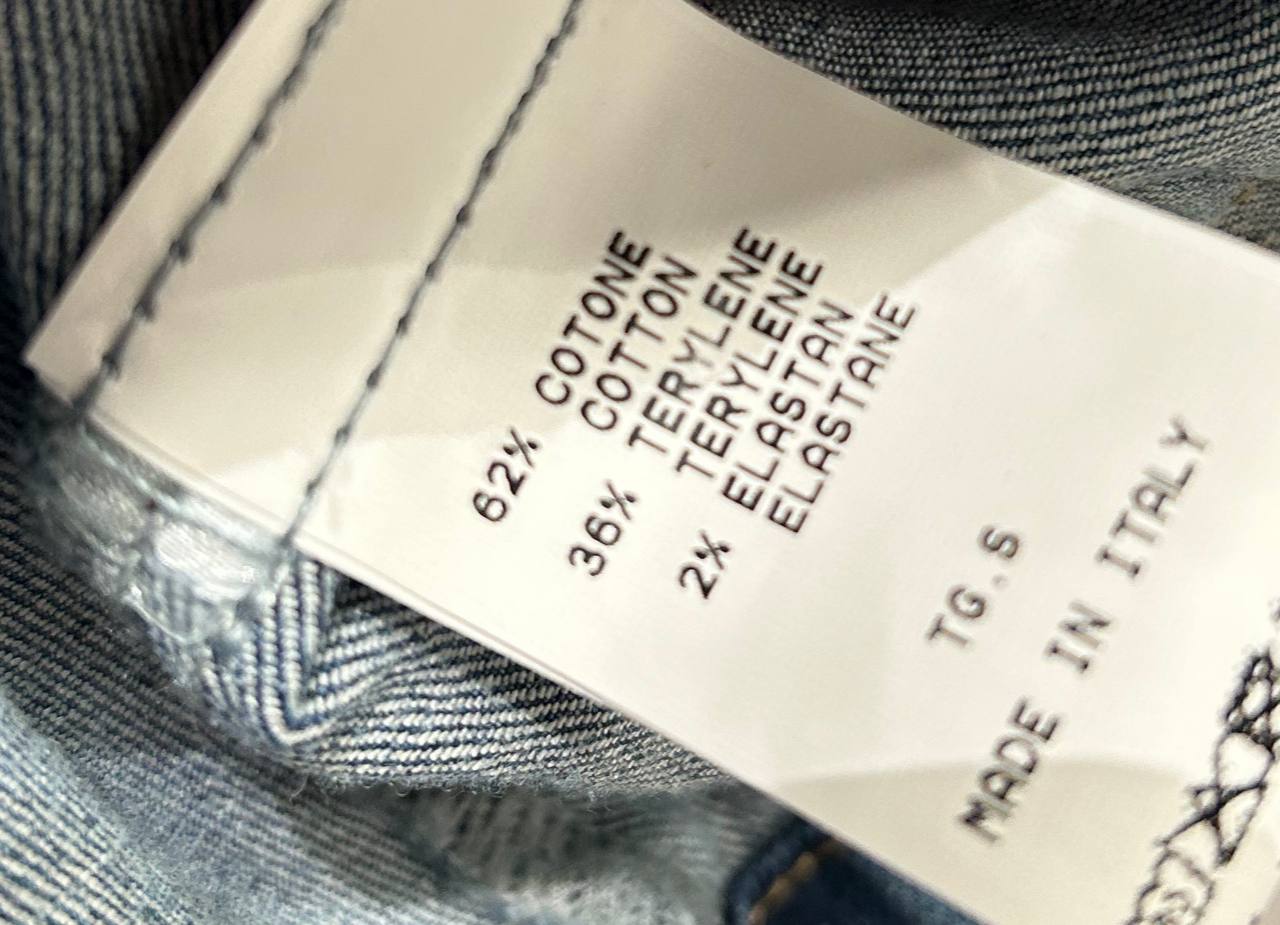 62% COTONE
COTTON
36% TERYLENE
TERYLENE
2% ELASTAN
ELASTANE
TG.S
MADE IN ITALY